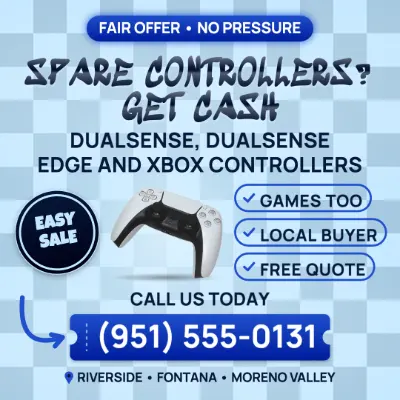 FAIR OFFER • NO PRESSURE
SPARE CONTROLLERS?
GET CASH
DUALSENSE, DUALSENSE
EDGE AND XBOX CONTROLLERS
EASY
SALE
GAMES TOO
LOCAL BUYER
FREE QUOTE
CALL US TODAY
(951) 555-0131
RIVERSIDE • FONTANA • MORENO VALLEY